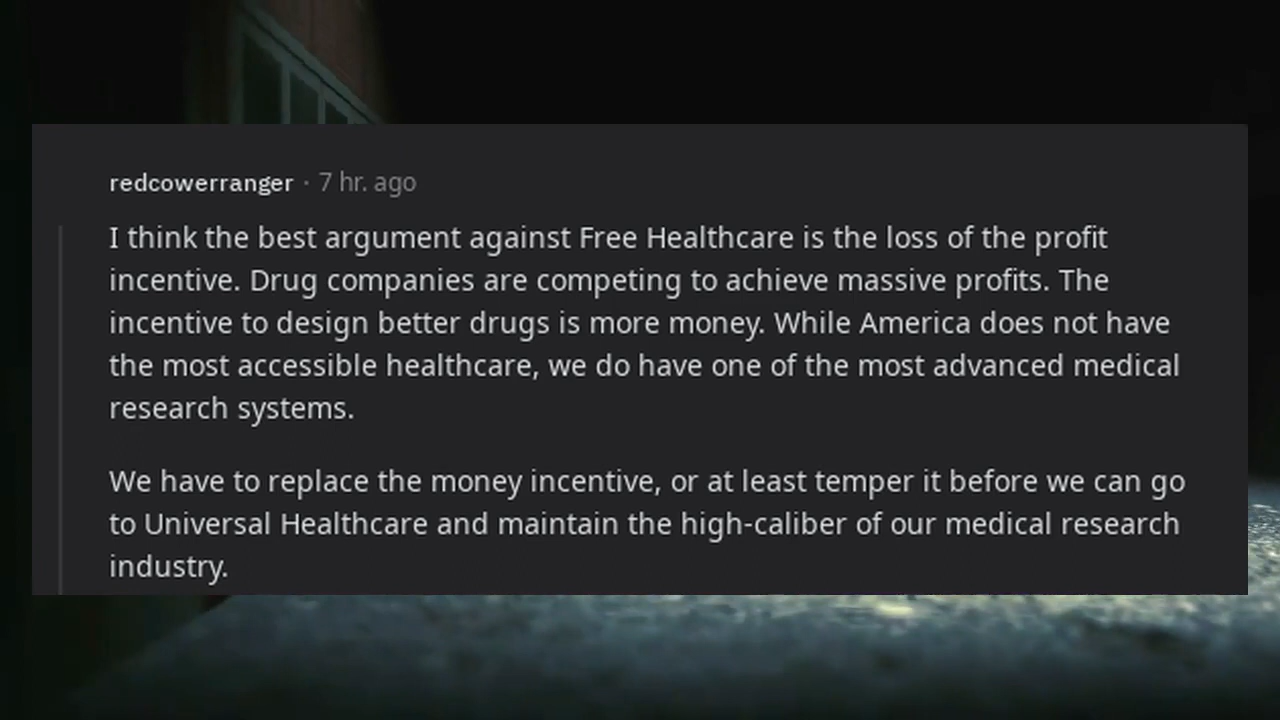 redcowerranger · 7 hr. ago
I think the best argument against Free Healthcare is the loss of the profit
incentive. Drug companies are competing to achieve massive profits. The
incentive to design better drugs is more money. While America does not have
the most accessible healthcare, we do have one of the most advanced medical
research systems.
We have to replace the money incentive, or at least temper it before we can go
to Universal Healthcare and maintain the high-caliber of our medical research
industry.